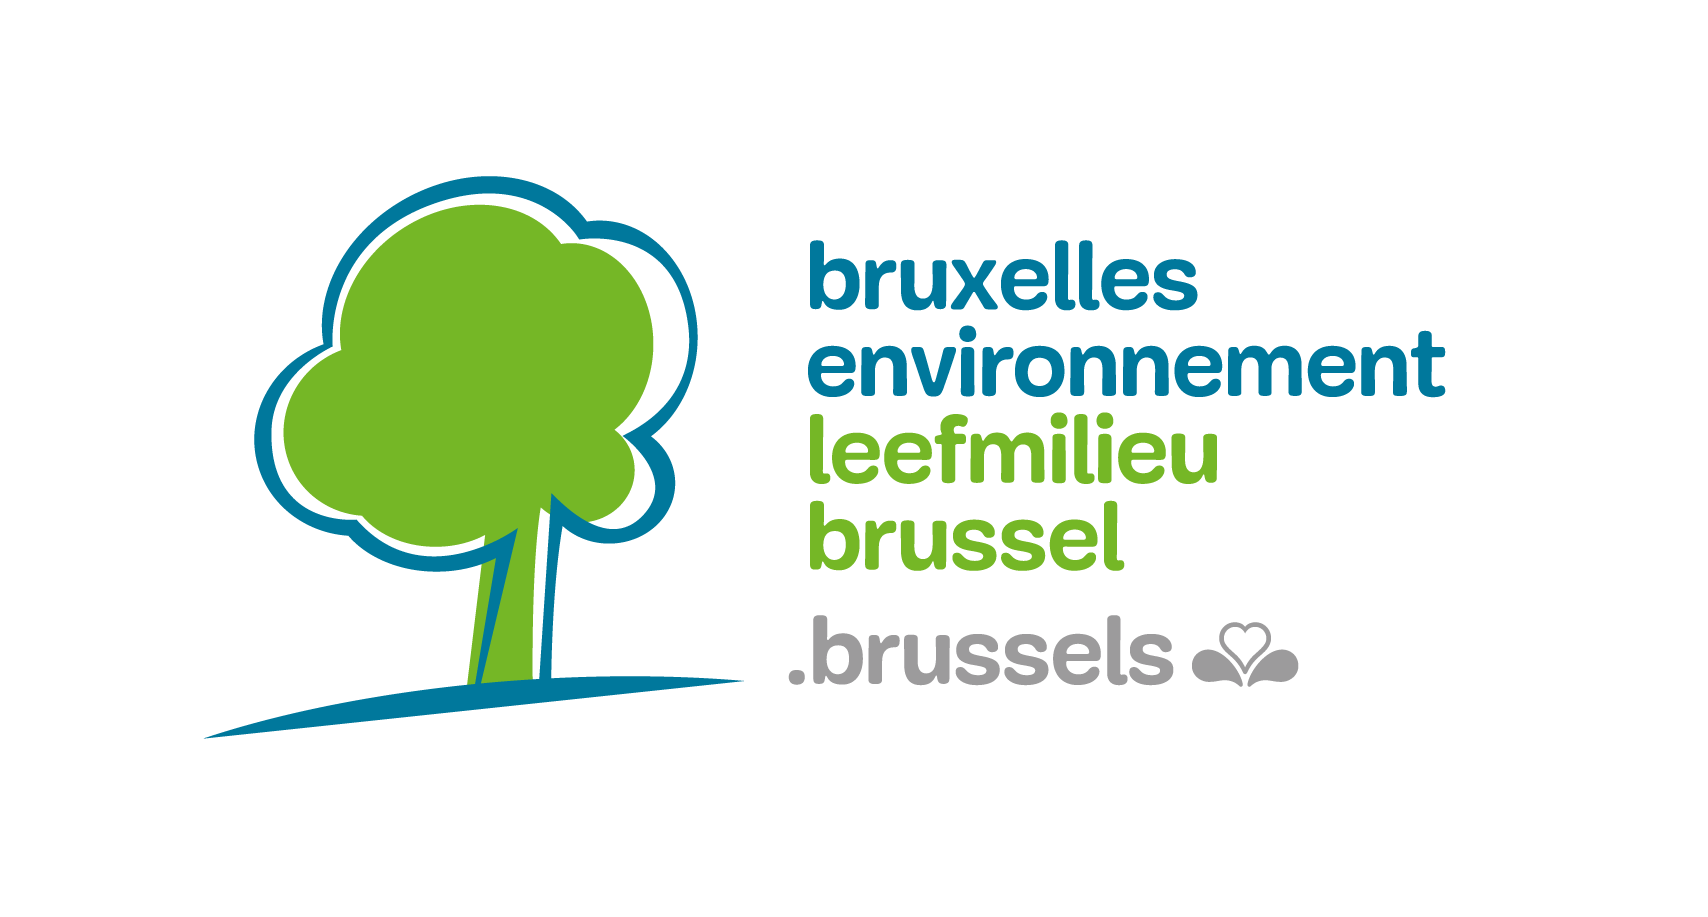 bruxelles
environnement
leefmilieu
brussel
.brussels